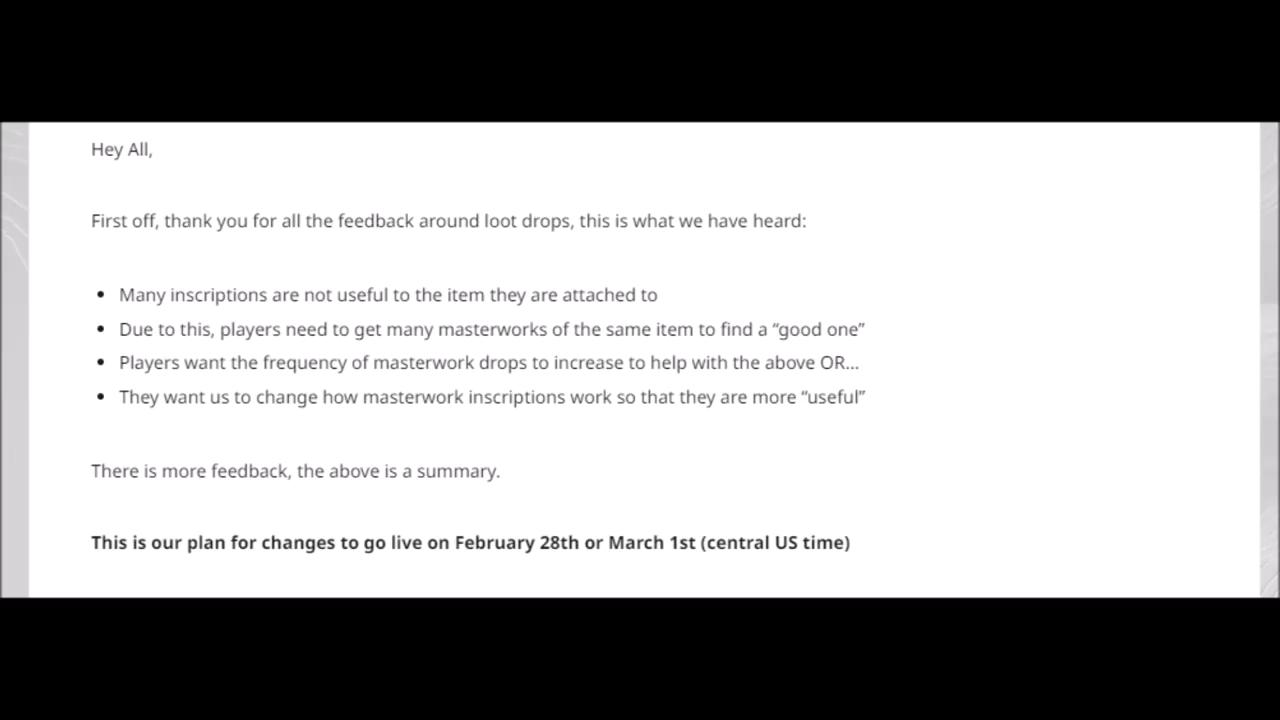 Hey All,
First off, thank you for all the feedback around loot drops, this is what we have heard:
• Many inscriptions are not useful to the item they are attached to
• Due to this, players need to get many masterworks of the same item to find a “good one”
• Players want the frequency of masterwork drops to increase to help with the above OR...
• They want us to change how masterwork inscriptions work so that they are more “useful”
There is more feedback, the above is a summary.
This is our plan for changes to go live on February 28th or March 1st (central US time)